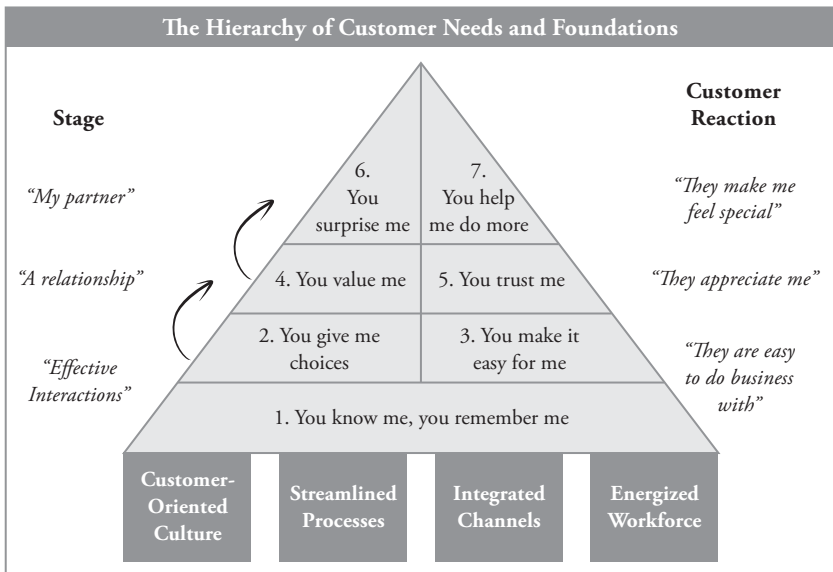 The Hierarchy of Customer Needs and Foundations
Stage
Customer
Reaction
6.
You
surprise me
7.
You help
me do more
“My partner”
“They make me
feel special”
“A relationship”
4. You value me
5. You trust me
“They appreciate me”
2. You give me
choices
3. You make it
easy for me
“Effective
Interactions”
“They are easy
to do business
with”
1. You know me, you remember me
Customer-
Oriented
Culture
Streamlined
Processes
Integrated
Channels
Energized
Workforce